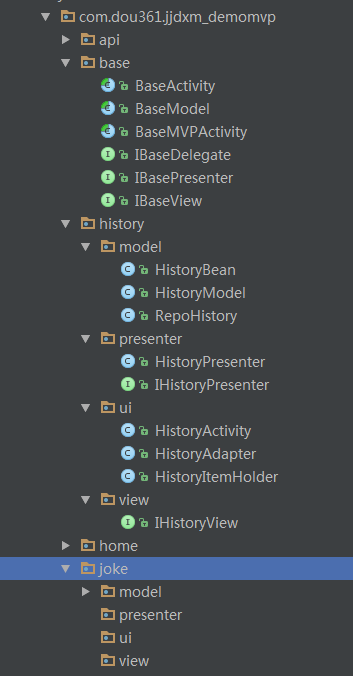 com.dou361.jjdxm_demomvp
api
base
BaseActivity
BaseModel
BaseMVPActivity
IBaseDelegate
IBasePresenter
IBaseView
history
model
HistoryBean
HistoryModel
RepoHistory
presenter
HistoryPresenter
IHistoryPresenter
ui
HistoryActivity
HistoryAdapter
HistoryItemHolder
view
IHistoryView
home
joke
model
presenter
ui
view